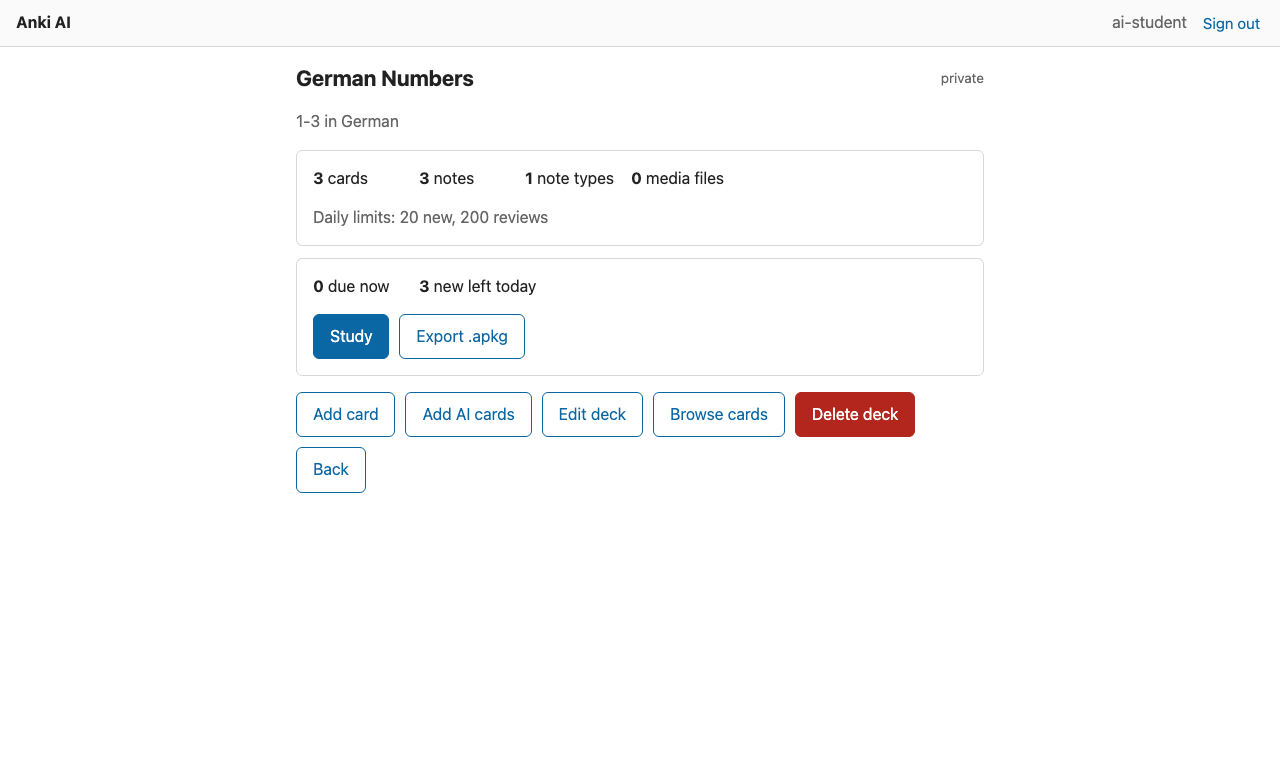 Anki AI ai-student Sign out
German Numbers private
1-3 in German
3 cards 3 notes 1 note types 0 media files
Daily limits: 20 new, 200 reviews
0 due now 3 new left today
Study Export .apkg
Add card Add AI cards Edit deck Browse cards Delete deck
Back